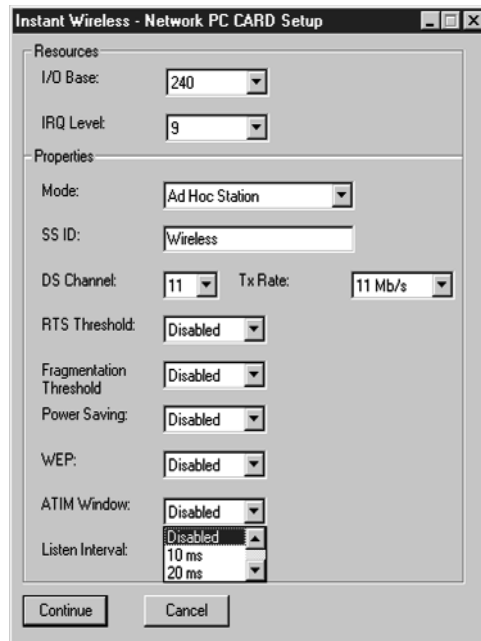 Instant Wireless - Network PC CARD Setup
Resources
I/O Base: 240
IRQ Level: 9
Properties
Mode: Ad Hoc Station
SS ID: Wireless
DS Channel: 11 Tx Rate: 11 Mb/s
RTS Threshold: Disabled
Fragmentation
Threshold Disabled
Power Saving: Disabled
WEP: Disabled
ATIM Window: Disabled
Disabled
Listen Interval: 10 ms
20 ms
Continue Cancel